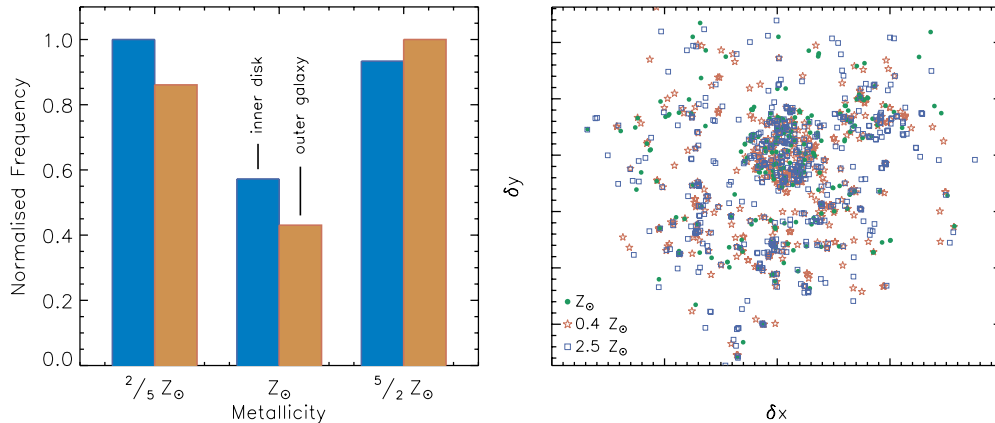 Normalised Frequency
1.0
0.8
0.6
0.4
0.2
0.0
inner disk
outer galaxy
²/₅ Z☉
Z☉
⁵/₂ Z☉
Metallicity
δy
Z☉
0.4 Z☉
2.5 Z☉
δx